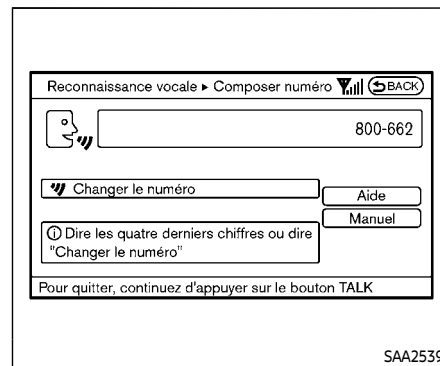 Reconnaissance vocale ▸ Composer numéro BACK
800-662
Changer le numéro
Aide
Manuel
Dire les quatre derniers chiffres ou dire
"Changer le numéro"
Pour quitter, continuez d'appuyer sur le bouton TALK
SAA2539